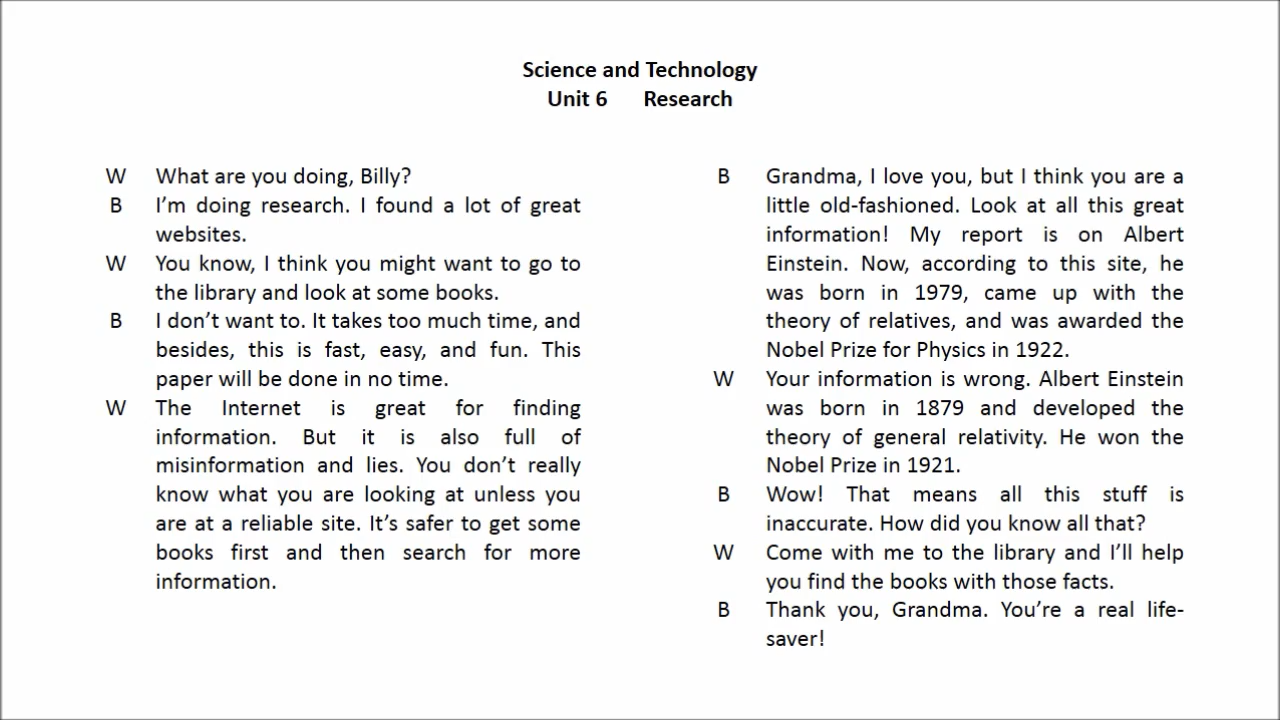 Science and Technology
Unit 6 Research
W What are you doing, Billy?
B I'm doing research. I found a lot of great
websites.
W You know, I think you might want to go to
the library and look at some books.
B I don't want to. It takes too much time, and
besides, this is fast, easy, and fun. This
paper will be done in no time.
W The Internet is great for finding
information. But it is also full of
misinformation and lies. You don't really
know what you are looking at unless you
are at a reliable site. It's safer to get some
books first and then search for more
information.
B Grandma, I love you, but I think you are a
little old-fashioned. Look at all this great
information! My report is on Albert
Einstein. Now, according to this site, he
was born in 1979, came up with the
theory of relatives, and was awarded the
Nobel Prize for Physics in 1922.
W Your information is wrong. Albert Einstein
was born in 1879 and developed the
theory of general relativity. He won the
Nobel Prize in 1921.
B Wow! That means all this stuff is
inaccurate. How did you know all that?
W Come with me to the library and I'll help
you find the books with those facts.
B Thank you, Grandma. You're a real life-
saver!